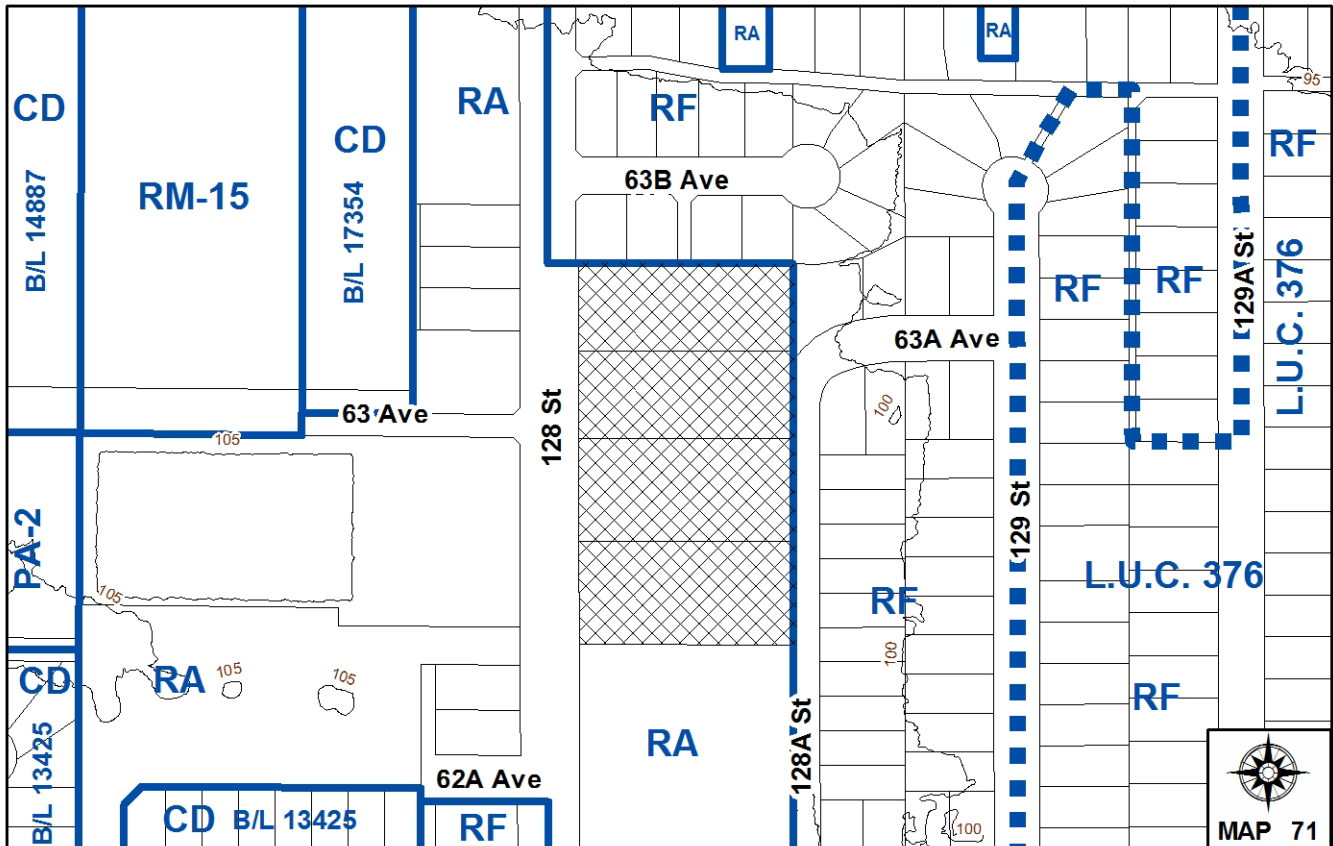 RA
RA
95
CD
B/L 14887
RM-15
CD
B/L 17354
RA
RF
63B Ave
RF
RF
RF
129A St
L.U.C. 376
63A Ave
63 Ave
105
128 St
100
PA-2
105
129 St
L.U.C. 376
RF
100
CD
B/L 13425
RA
105
105
RF
RA
128A St
62A Ave
CD B/L 13425
RF
100
MAP 71